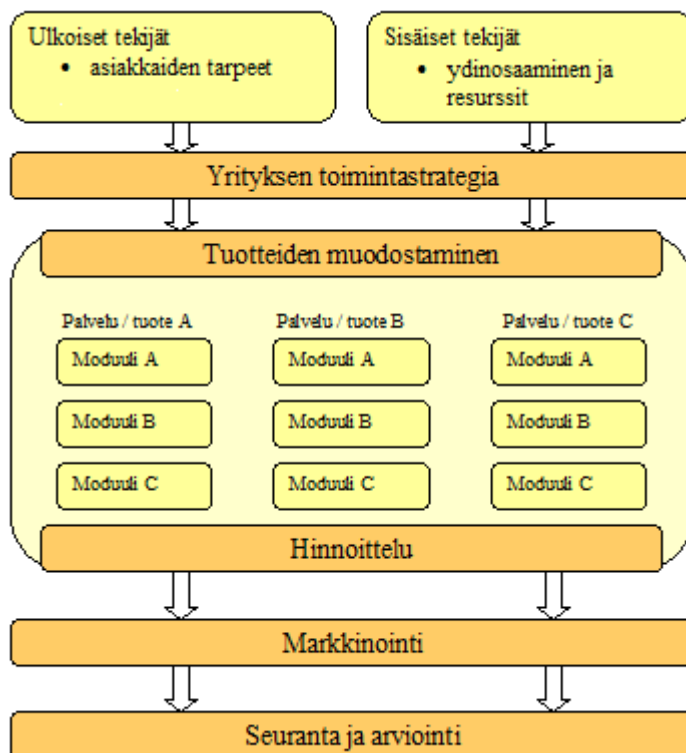 Ulkoiset tekijät
• asiakkaiden tarpeet
Sisäiset tekijät
• ydinosaaminen ja
resurssit
Yrityksen toimintastrategia
Tuotteiden muodostaminen
Palvelu / tuote A
Palvelu / tuote B
Palvelu / tuote C
Moduuli A
Moduuli A
Moduuli A
Moduuli B
Moduuli B
Moduuli B
Moduuli C
Moduuli C
Moduuli C
Hinnoittelu
Markkinointi
Seuranta ja arviointi